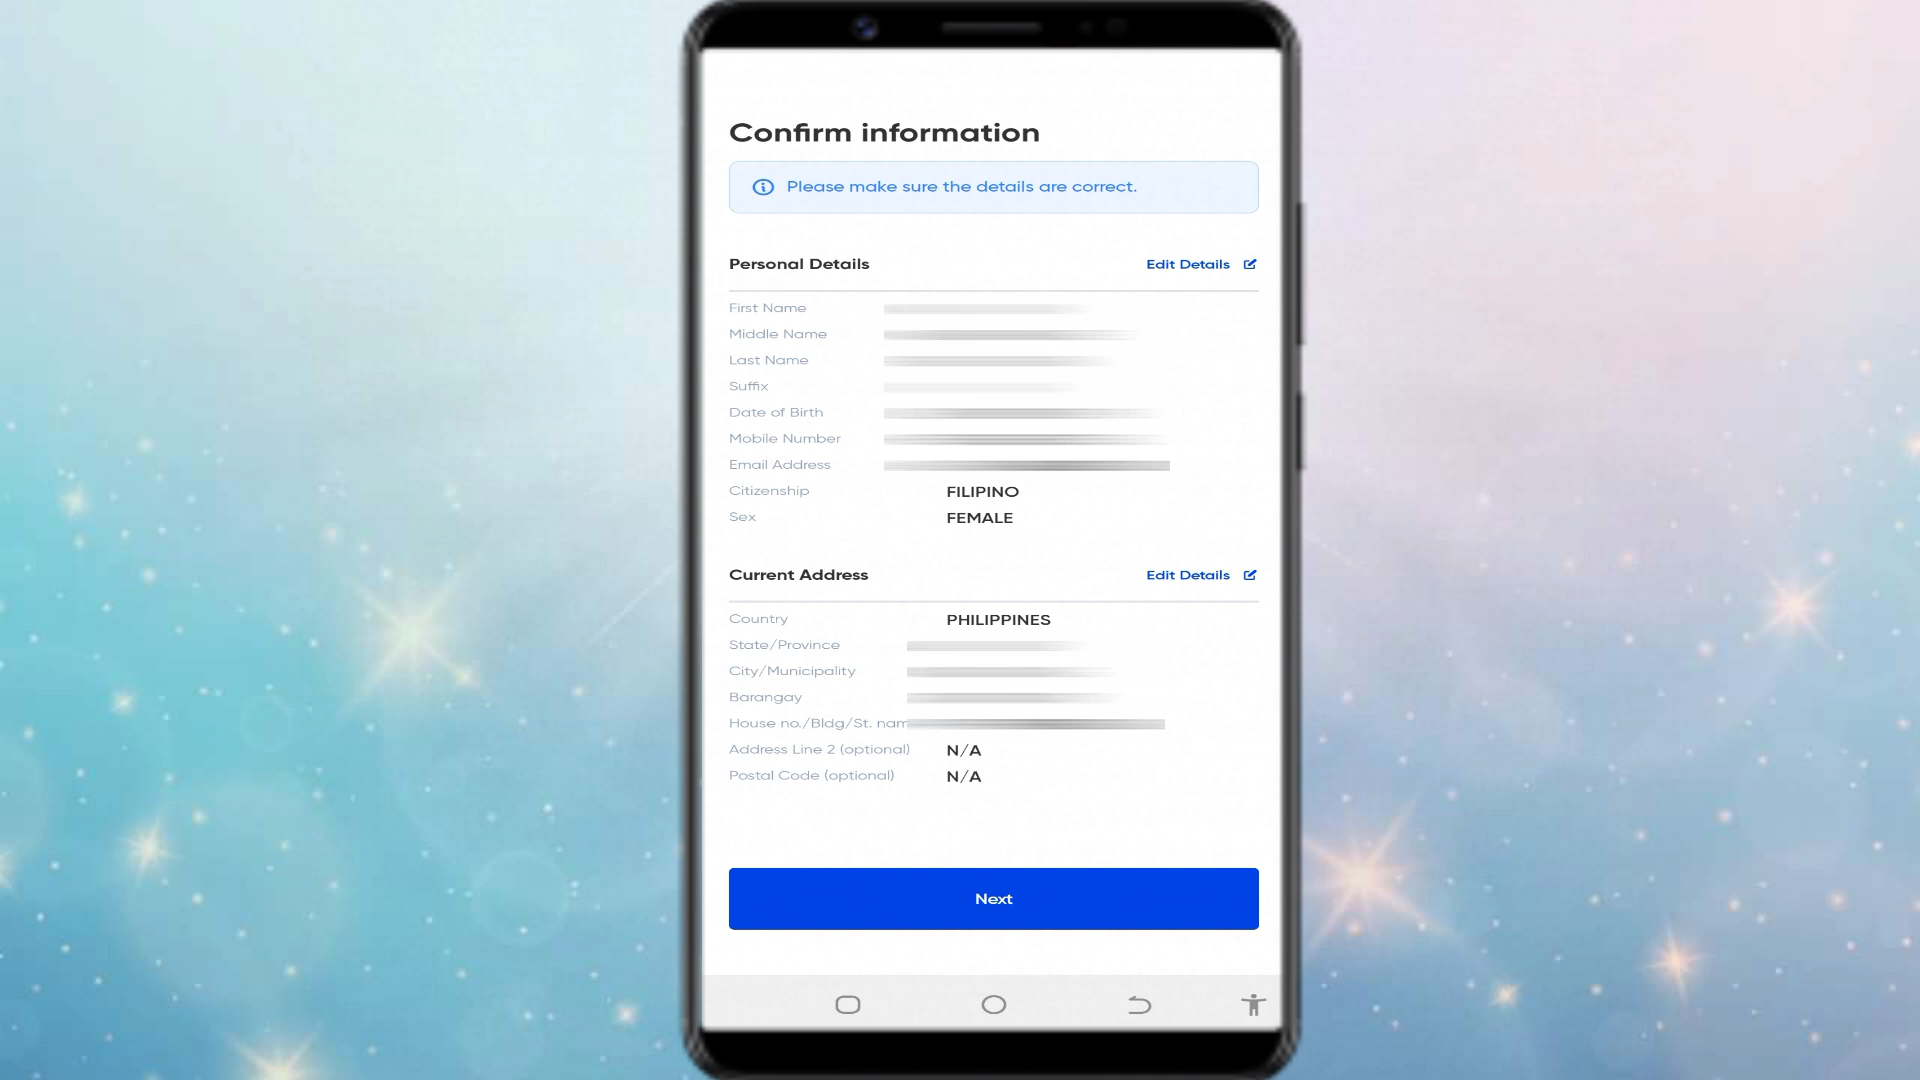 Confirm information
Please make sure the details are correct.
Personal Details Edit Details
First Name
Middle Name
Last Name
Suffix
Date of Birth
Mobile Number
Email Address
Citizenship FILIPINO
Sex FEMALE
Current Address Edit Details
Country PHILIPPINES
State/Province
City/Municipality
Barangay
House no./Bldg/St. nam
Address Line 2 (optional) N/A
Postal Code (optional) N/A
Next